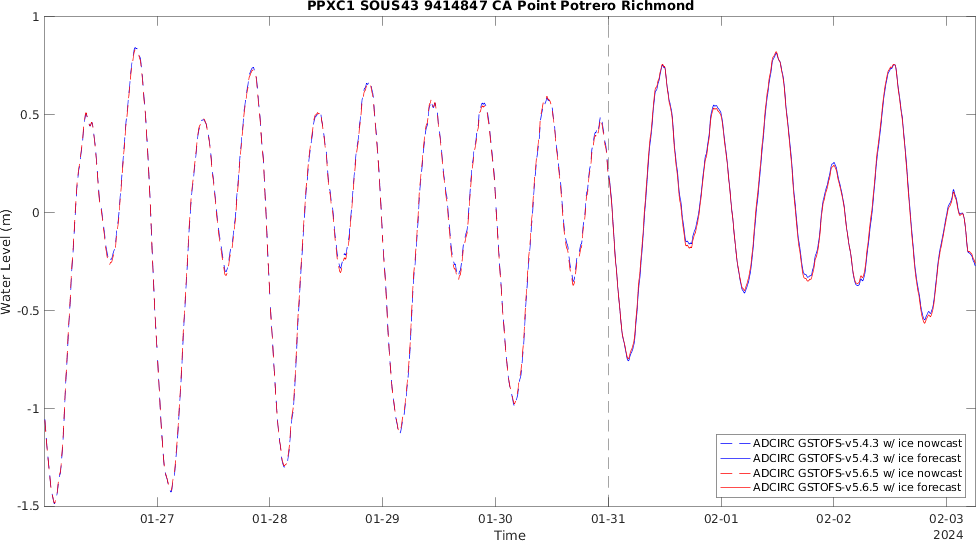 PPXC1 SOUS43 9414847 CA Point Potrero Richmond
1
0.5
0
-0.5
-1
-1.5
Water Level (m)
01-27 01-28 01-29 01-30 01-31 02-01 02-02 02-03
Time
2024
ADCIRC GSTOFS-v5.4.3 w/ ice nowcast
ADCIRC GSTOFS-v5.4.3 w/ ice forecast
ADCIRC GSTOFS-v5.6.5 w/ ice nowcast
ADCIRC GSTOFS-v5.6.5 w/ ice forecast